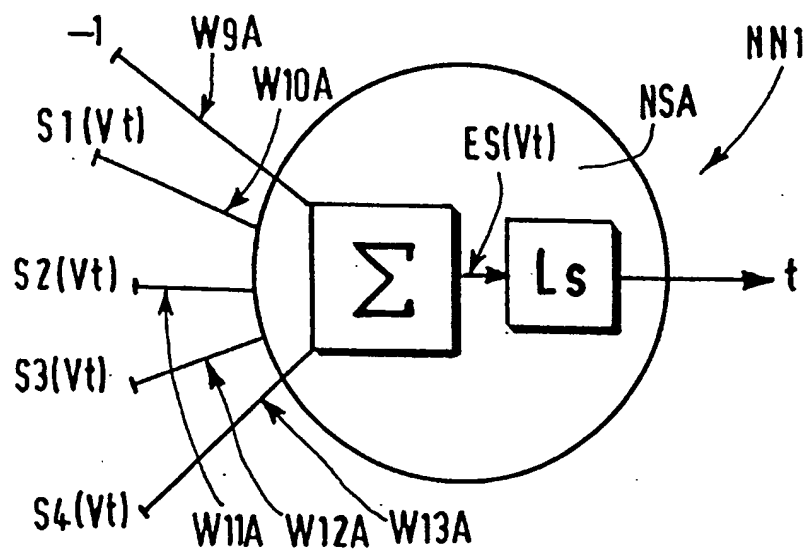 -1
W9A
NN1
W10A
S1(Vt)
NSA
ES(Vt)
Σ
Ls
t
S2(Vt)
S3(Vt)
S4(Vt)
W11A
W12A
W13A